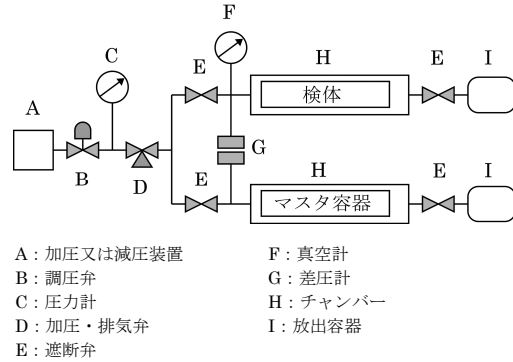 F
C
E
H
E
I
検体
A
G
B
D
E
H
E
I
マスタ容器
A：加圧又は減圧装置
B：調圧弁
C：圧力計
D：加圧・排気弁
E：遮断弁
F：真空計
G：差圧計
H：チャンバー
I：放出容器